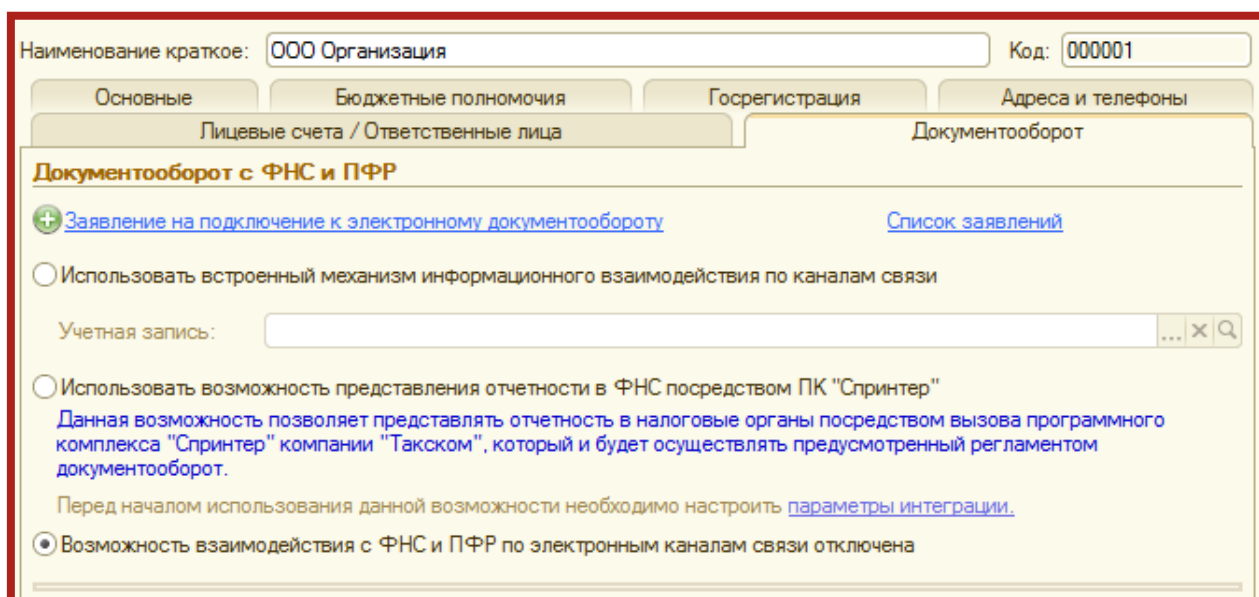 Наименование краткое: ООО Организация Код: 000001
Основные Бюджетные полномочия Госрегистрация Адреса и телефоны
Лицевые счета / Ответственные лица Документооборот
Документооборот с ФНС и ПФР
Заявление на подключение к электронному документообороту Список заявлений
Использовать встроенный механизм информационного взаимодействия по каналам связи
Учетная запись: ...
Использовать возможность представления отчетности в ФНС посредством ПК "Спринтер"
Данная возможность позволяет представлять отчетность в налоговые органы посредством вызова программного
комплекса "Спринтер" компании "Такском", который и будет осуществлять предусмотренный регламентом
документооборот.
Перед началом использования данной возможности необходимо настроить параметры интеграции.
Возможность взаимодействия с ФНС и ПФР по электронным каналам связи отключена